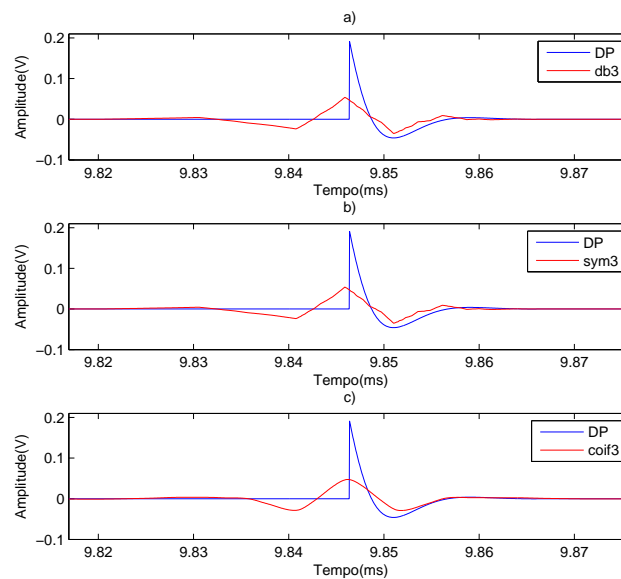 a)
Amplitude(V)
0.2
0.1
0
−0.1
DP
db3
9.82 9.83 9.84 9.85 9.86 9.87
Tempo(ms)
b)
Amplitude(V)
0.2
0.1
0
−0.1
DP
sym3
9.82 9.83 9.84 9.85 9.86 9.87
Tempo(ms)
c)
Amplitude(V)
0.2
0.1
0
−0.1
DP
coif3
9.82 9.83 9.84 9.85 9.86 9.87
Tempo(ms)